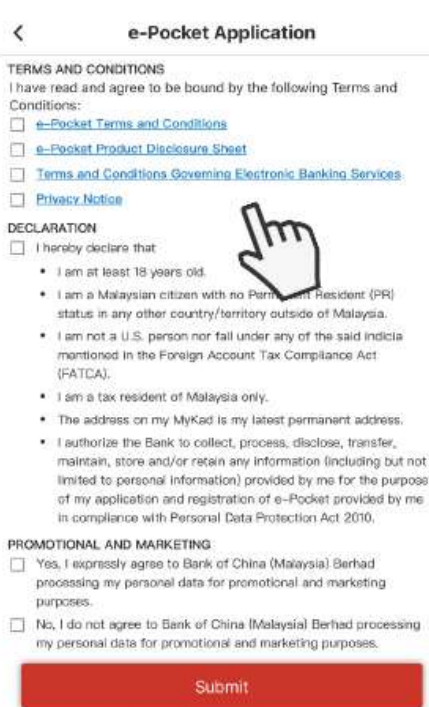 e-Pocket Application
TERMS AND CONDITIONS
I have read and agree to be bound by the following Terms and
Conditions:
e-Pocket Terms and Conditions
e-Pocket Product Disclosure Sheet
Terms and Conditions Governing Electronic Banking Services
Privacy Notice
DECLARATION
I hereby declare that
• I am at least 18 years old.
• I am a Malaysian citizen with no Resident (PR)
status in any other country/territory outside of Malaysia.
• I am not a U.S. person nor fall under any of the said indicia
mentioned in the Foreign Account Tax Compliance Act
(FATCA).
• I am a tax resident of Malaysia only.
• The address on my MyKad is my latest permanent address.
• I authorize the Bank to collect, process, disclose, transfer,
maintain, store and/or retain any information (including but not
limited to personal information) provided by me for the purpose
of my application and registration of e-Pocket provided by me
in compliance with Personal Data Protection Act 2010.
PROMOTIONAL AND MARKETING
Yes, I expressly agree to Bank of China (Malaysia) Berhad
processing my personal data for promotional and marketing
purposes.
No, I do not agree to Bank of China (Malaysia) Berhad processing
my personal data for promotional and marketing purposes.
Submit